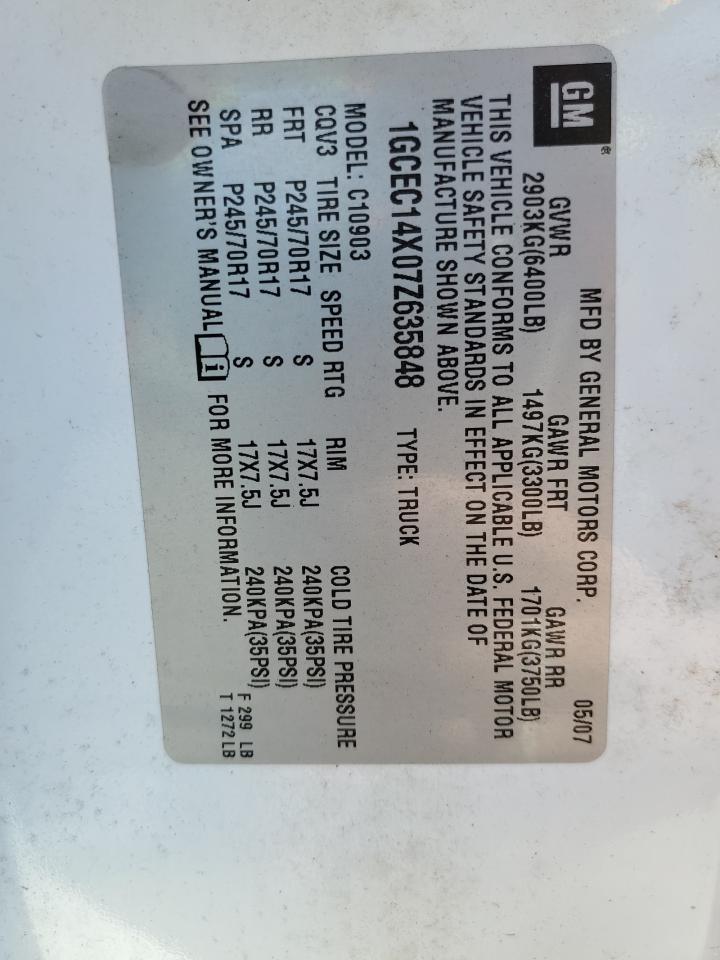 GM®
MFD BY GENERAL MOTORS CORP. 05/07
GVWR GAWR FRT GAWR RR
2903KG(6400LB) 1497KG(3300LB) 1701KG(3750LB)
THIS VEHICLE CONFORMS TO ALL APPLICABLE U.S. FEDERAL MOTOR
VEHICLE SAFETY STANDARDS IN EFFECT ON THE DATE OF
MANUFACTURE SHOWN ABOVE.
1GCEC14X07Z635848 TYPE: TRUCK
MODEL: C10903
CQV3 TIRE SIZE SPEED RTG RIM COLD TIRE PRESSURE
FRT P245/70R17 S 17X7.5J 240KPA(35PSI)
RR P245/70R17 S 17X7.5J 240KPA(35PSI)
SPA P245/70R17 S 17X7.5J 240KPA(35PSI)
SEE OWNER'S MANUAL i FOR MORE INFORMATION.
F 299 LB
T 1272 LB